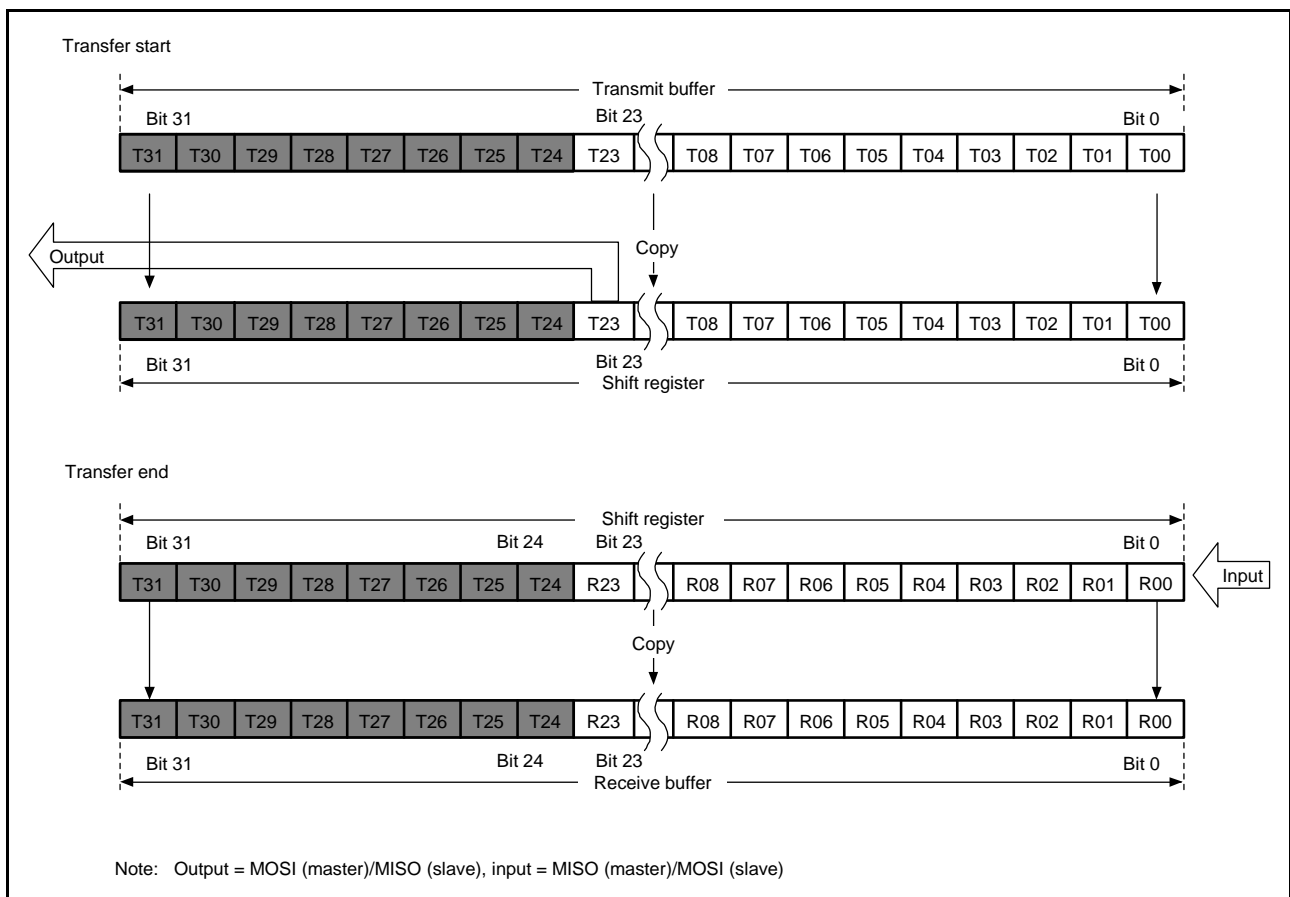 Transfer start
Transmit buffer
Bit 31 Bit 23 Bit 0
T31 T30 T29 T28 T27 T26 T25 T24 T23 T08 T07 T06 T05 T04 T03 T02 T01 T00
Output Copy
T31 T30 T29 T28 T27 T26 T25 T24 T23 T08 T07 T06 T05 T04 T03 T02 T01 T00
Bit 31 Bit 23 Bit 0
Shift register
Transfer end
Shift register
Bit 31 Bit 24 Bit 23 Bit 0
T31 T30 T29 T28 T27 T26 T25 T24 R23 R08 R07 R06 R05 R04 R03 R02 R01 R00 Input
Copy
T31 T30 T29 T28 T27 T26 T25 T24 R23 R08 R07 R06 R05 R04 R03 R02 R01 R00
Bit 31 Bit 24 Bit 23 Bit 0
Receive buffer
Note: Output = MOSI (master)/MISO (slave), input = MISO (master)/MOSI (slave)